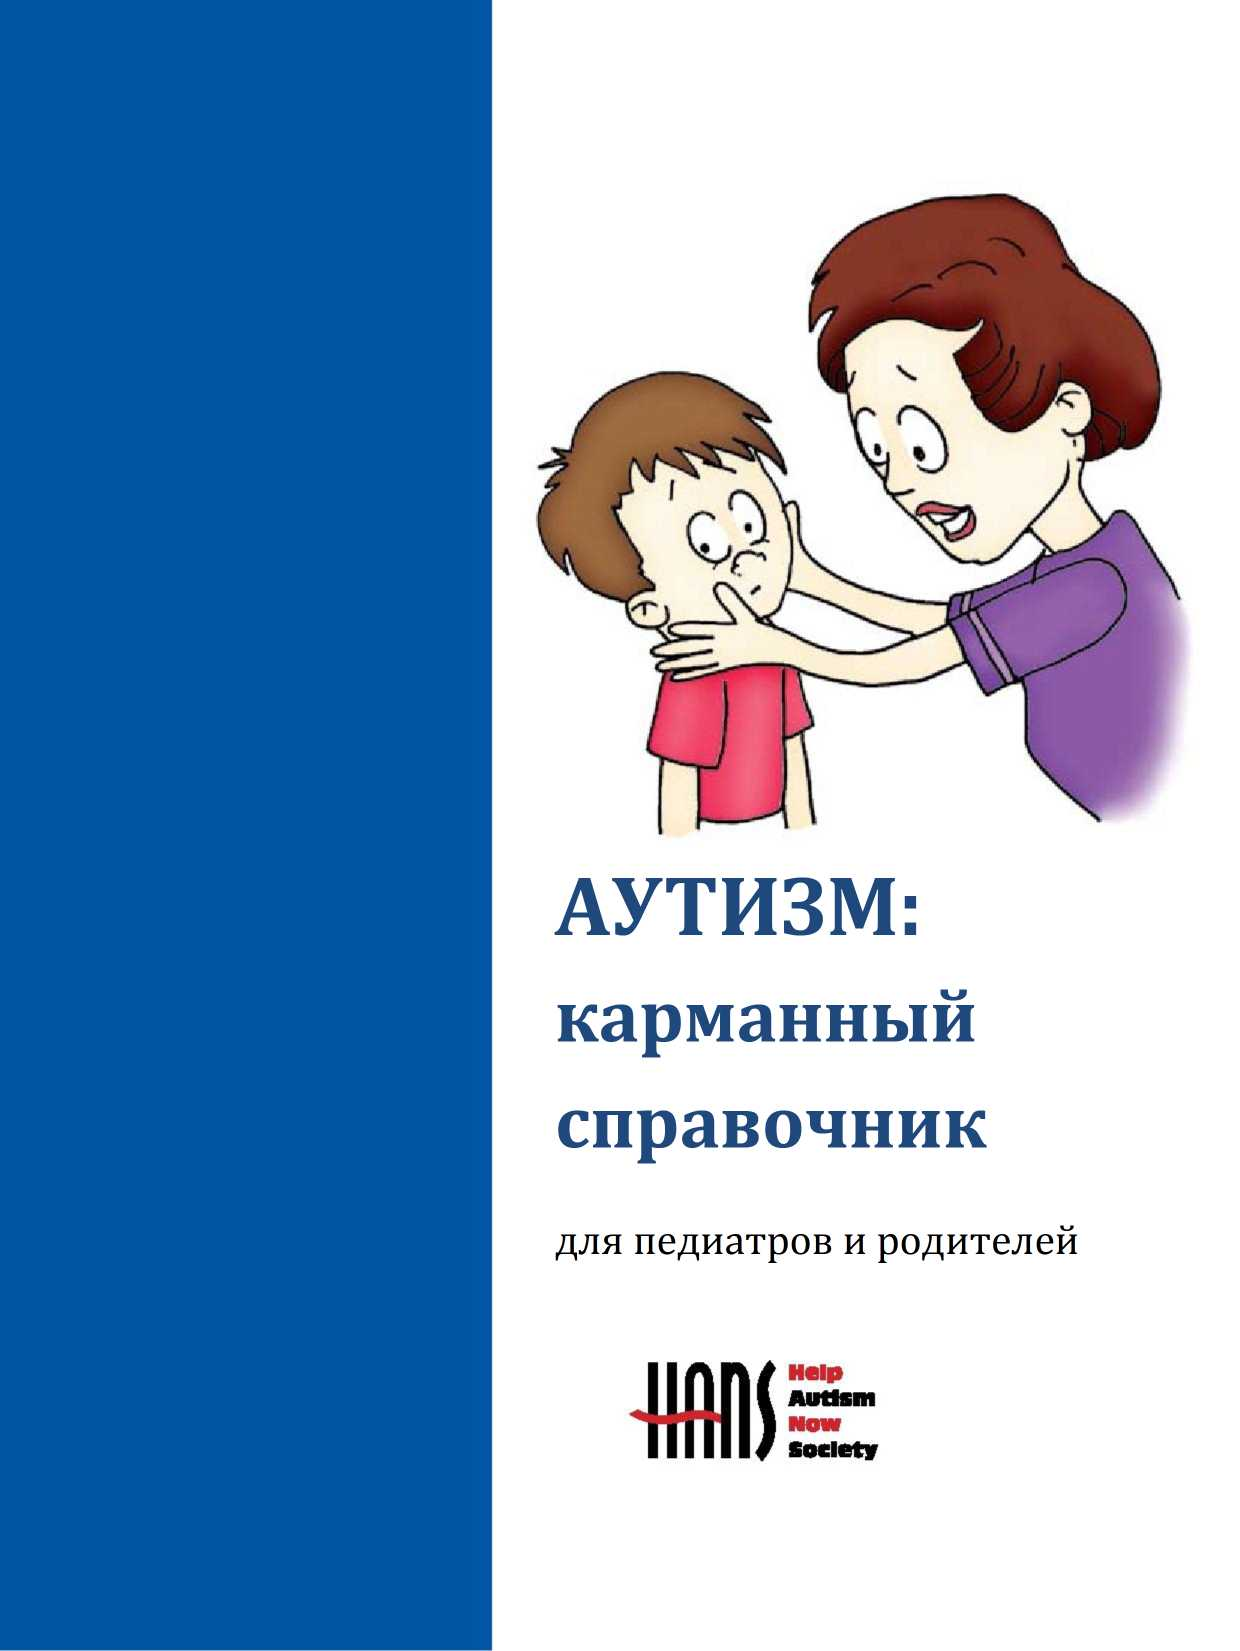 АУТИЗМ:
карманный
справочник
для педиатров и родителей
HANS
Help
Autism
Now
Society